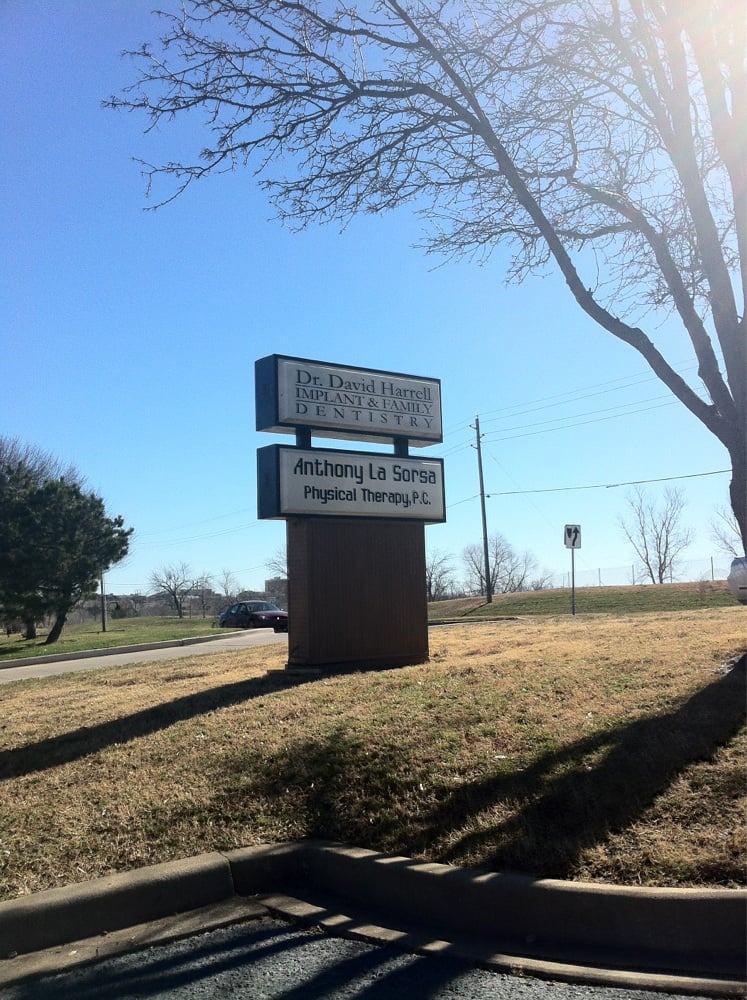 Dr. David Harrell
IMPLANT & FAMILY
DENTISTRY
Anthony La Sorsa
Physical Therapy, P.C.